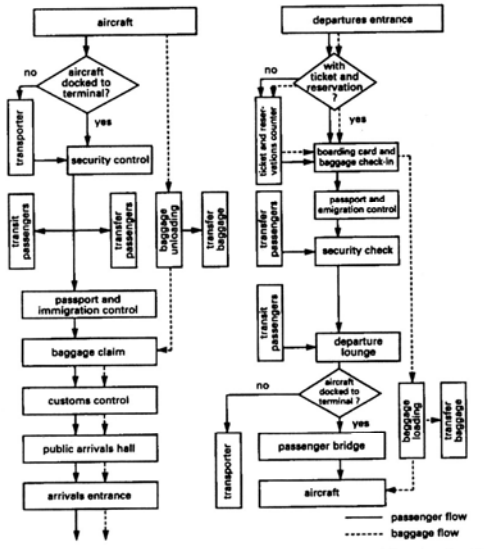 aircraft
no
aircraft
docked to
terminal?
yes
transporter
security control
transit
passengers
transfer
passengers
baggage
unloading
transfer
baggage
passport and
immigration control
baggage claim
customs control
public arrivals hall
arrivals entrance
departures entrance
no
with
ticket and
reservation
?
yes
ticket and reser-
vations counter
boarding card and
baggage check-in
passport and
emigration control
transfer
passengers
security check
transit
passengers
departure
lounge
no
aircraft
docked to
terminal ?
yes
transporter
passenger bridge
baggage
loading
transfer
baggage
aircraft
passenger flow
baggage flow